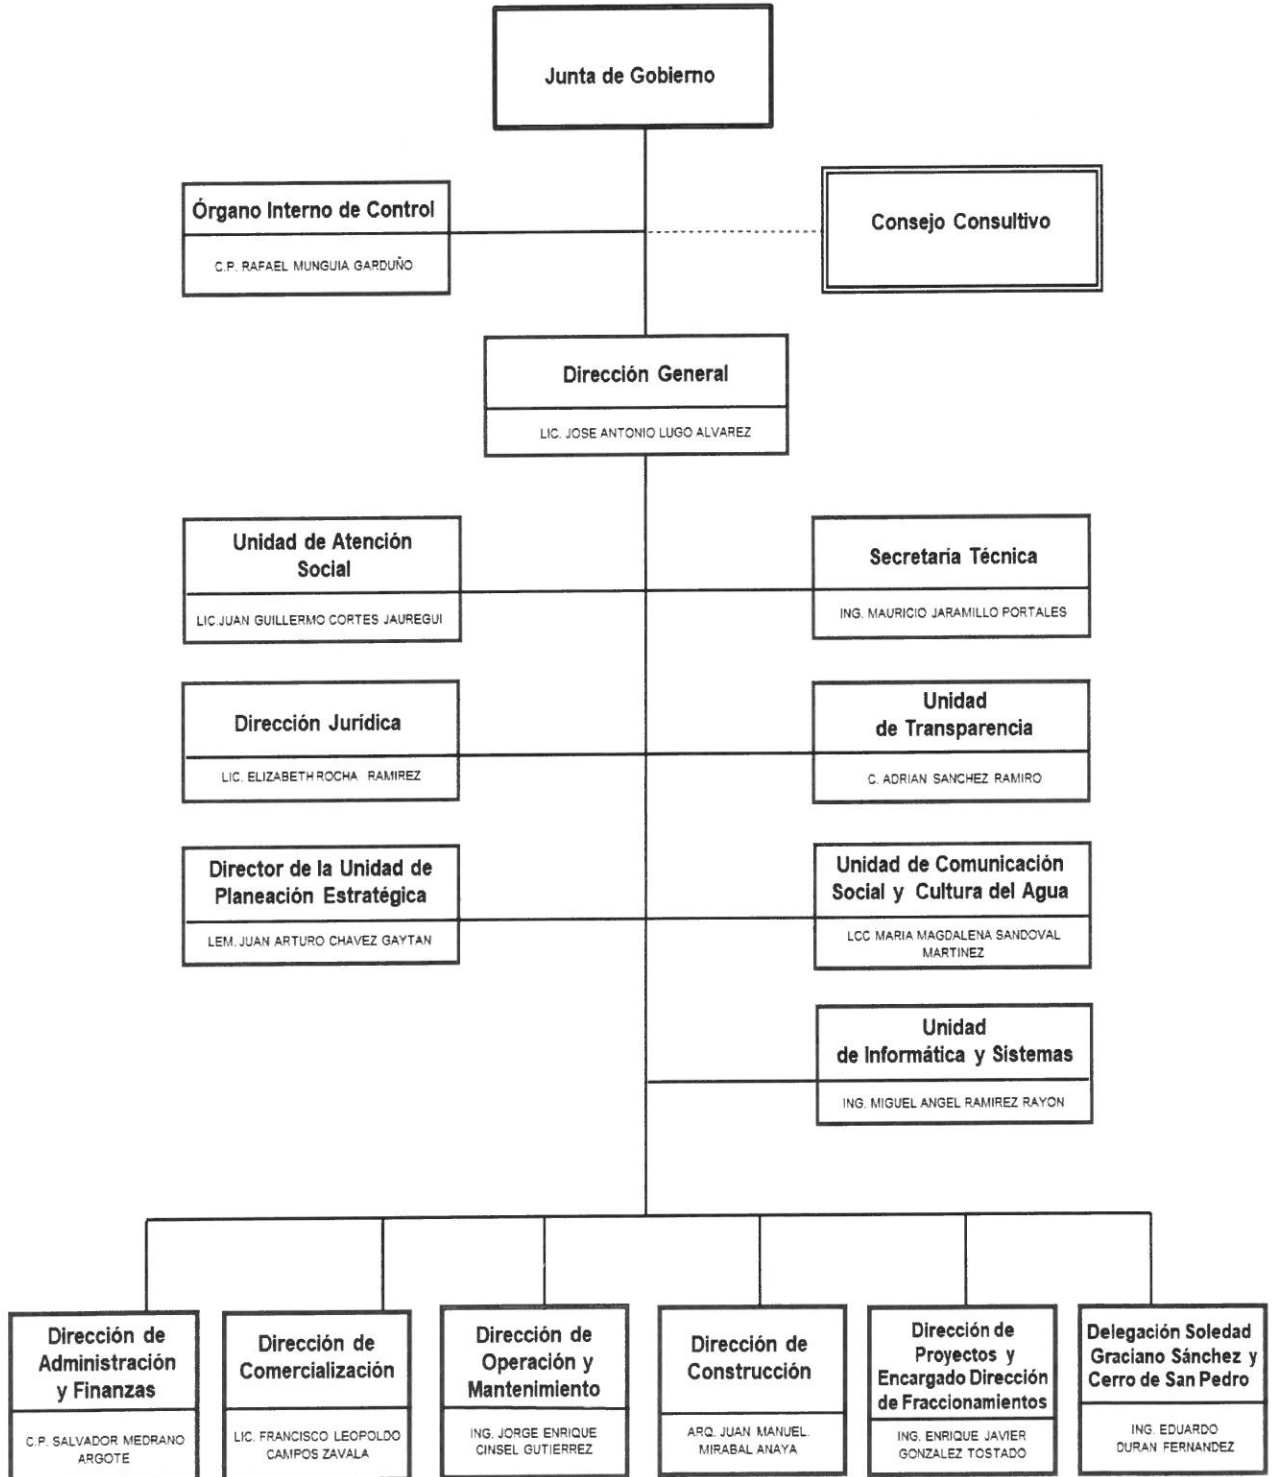 Junta de Gobierno
Órgano Interno de Control
C.P. RAFAEL MUNGUIA GARDUÑO
Consejo Consultivo
Dirección General
LIC. JOSE ANTONIO LUGO ALVAREZ
Unidad de Atención
Social
LIC.JUAN GUILLERMO CORTES JAUREGUI
Secretaría Técnica
ING. MAURICIO JARAMILLO PORTALES
Dirección Jurídica
LIC. ELIZABETH ROCHA RAMIREZ
Unidad
de Transparencia
C. ADRIAN SANCHEZ RAMIRO
Director de la Unidad de
Planeación Estratégica
LEM. JUAN ARTURO CHAVEZ GAYTAN
Unidad de Comunicación
Social y Cultura del Agua
LCC MARIA MAGDALENA SANDOVAL
MARTINEZ
Unidad
de Informática y Sistemas
ING. MIGUEL ANGEL RAMIREZ RAYON
Dirección de
Administración
y Finanzas
C.P. SALVADOR MEDRANO
ARGOTE
Dirección de
Comercialización
LIC. FRANCISCO LEOPOLDO
CAMPOS ZAVALA
Dirección de
Operación y
Mantenimiento
ING. JORGE ENRIQUE
CINSEL GUTIERREZ
Dirección de
Construcción
ARQ. JUAN MANUEL.
MIRABAL ANAYA
Dirección de
Proyectos y
Encargado Dirección
de Fraccionamientos
ING. ENRIQUE JAVIER
GONZALEZ TOSTADO
Delegación Soledad
Graciano Sánchez y
Cerro de San Pedro
ING. EDUARDO
DURAN FERNANDEZ